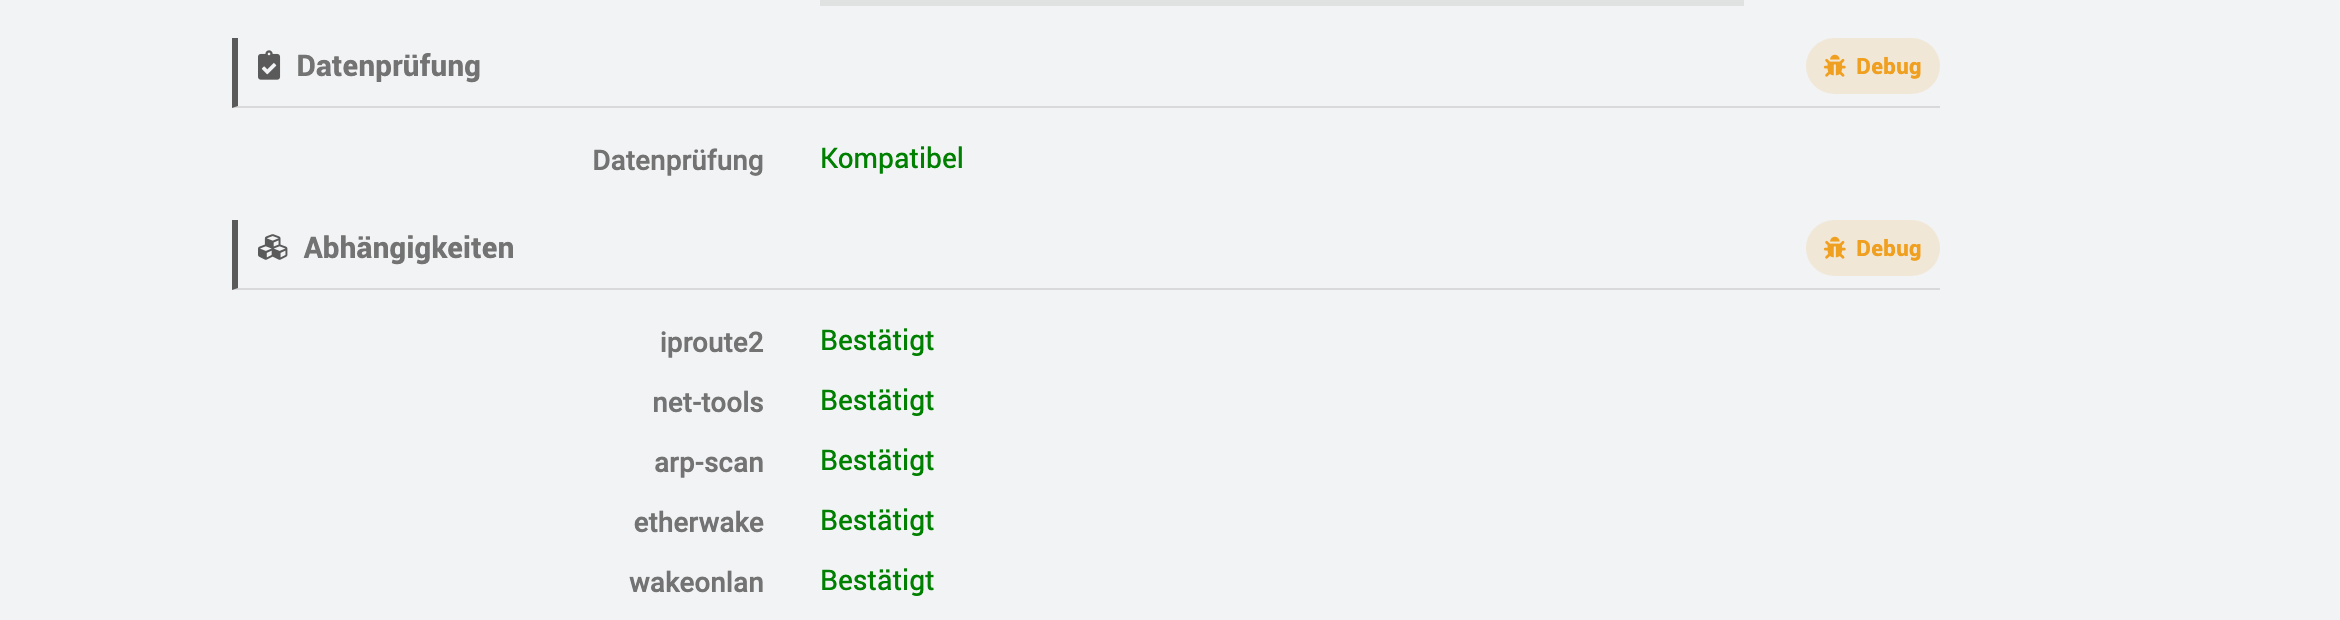 Datenprüfung
Debug
Datenprüfung Kompatibel
Abhängigkeiten
Debug
iproute2 Bestätigt
net-tools Bestätigt
arp-scan Bestätigt
etherwake Bestätigt
wakeonlan Bestätigt